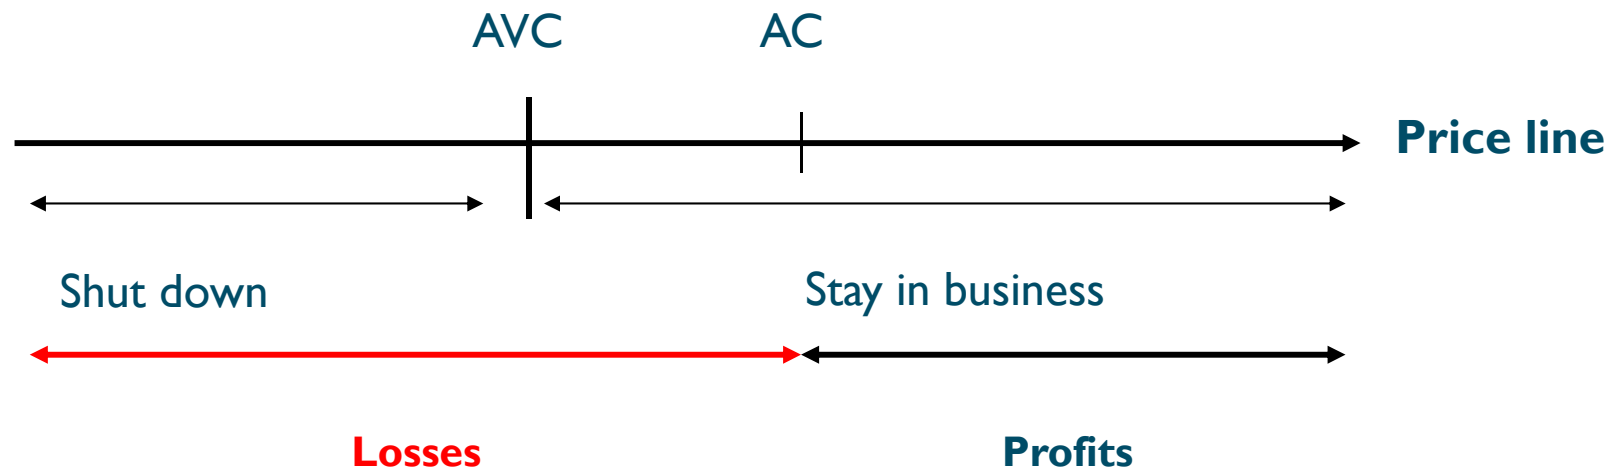 AVC
AC
Price line
Shut down
Stay in business
Losses
Profits